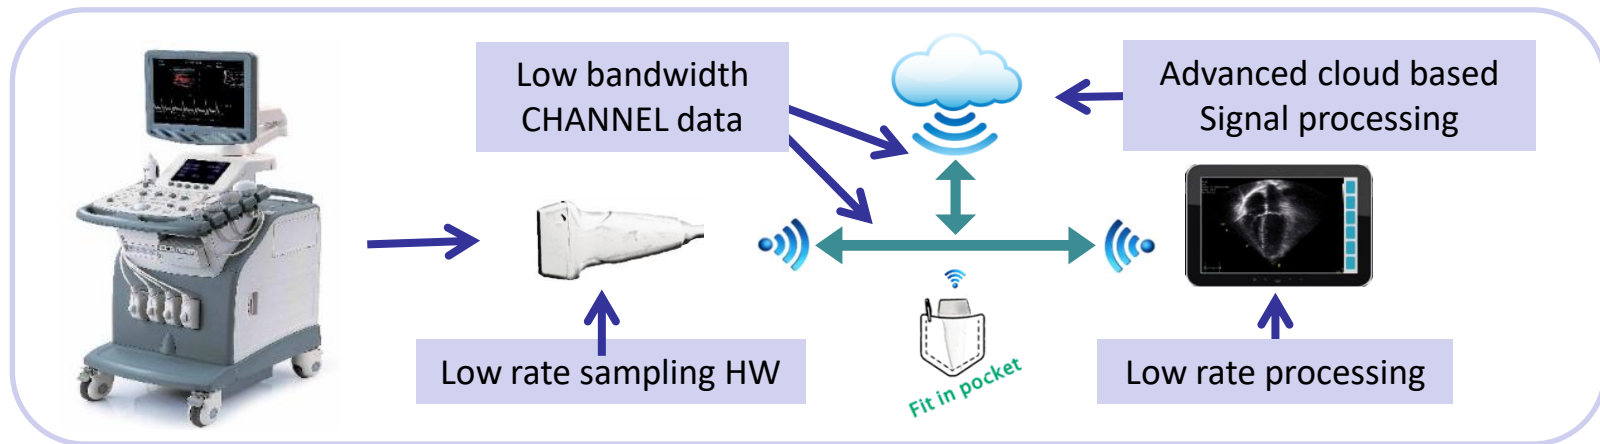 Low bandwidth
CHANNEL data
Advanced cloud based
Signal processing
Low rate sampling HW
Fit in pocket
Low rate processing